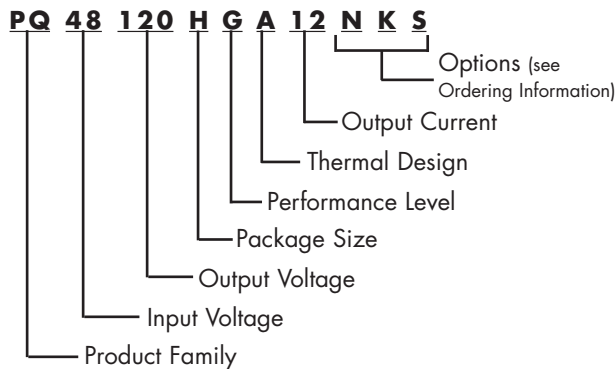 PQ 48 120 H G A 12 N K S
Options (see
Ordering Information)
Output Current
Thermal Design
Performance Level
Package Size
Output Voltage
Input Voltage
Product Family